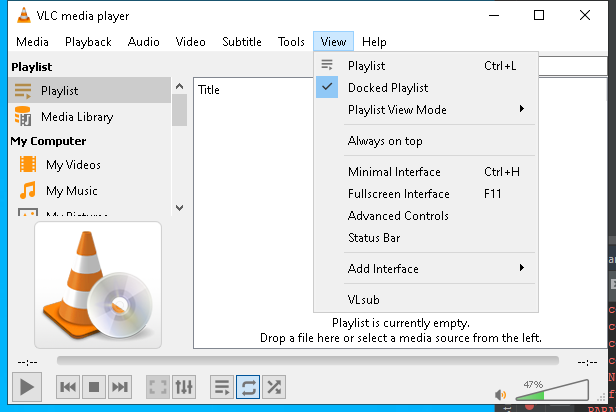 VLC media player
Media Playback Audio Video Subtitle Tools View Help
Playlist
Playlist
Media Library
My Computer
My Videos
My Music
My Pictures
Title
Playlist Ctrl+L
Docked Playlist
Playlist View Mode
Always on top
Minimal Interface Ctrl+H
Fullscreen Interface F11
Advanced Controls
Status Bar
Add Interface
VLsub
Playlist is currently empty.
Drop a file here or select a media source from the left.
--:-- --:--
47%